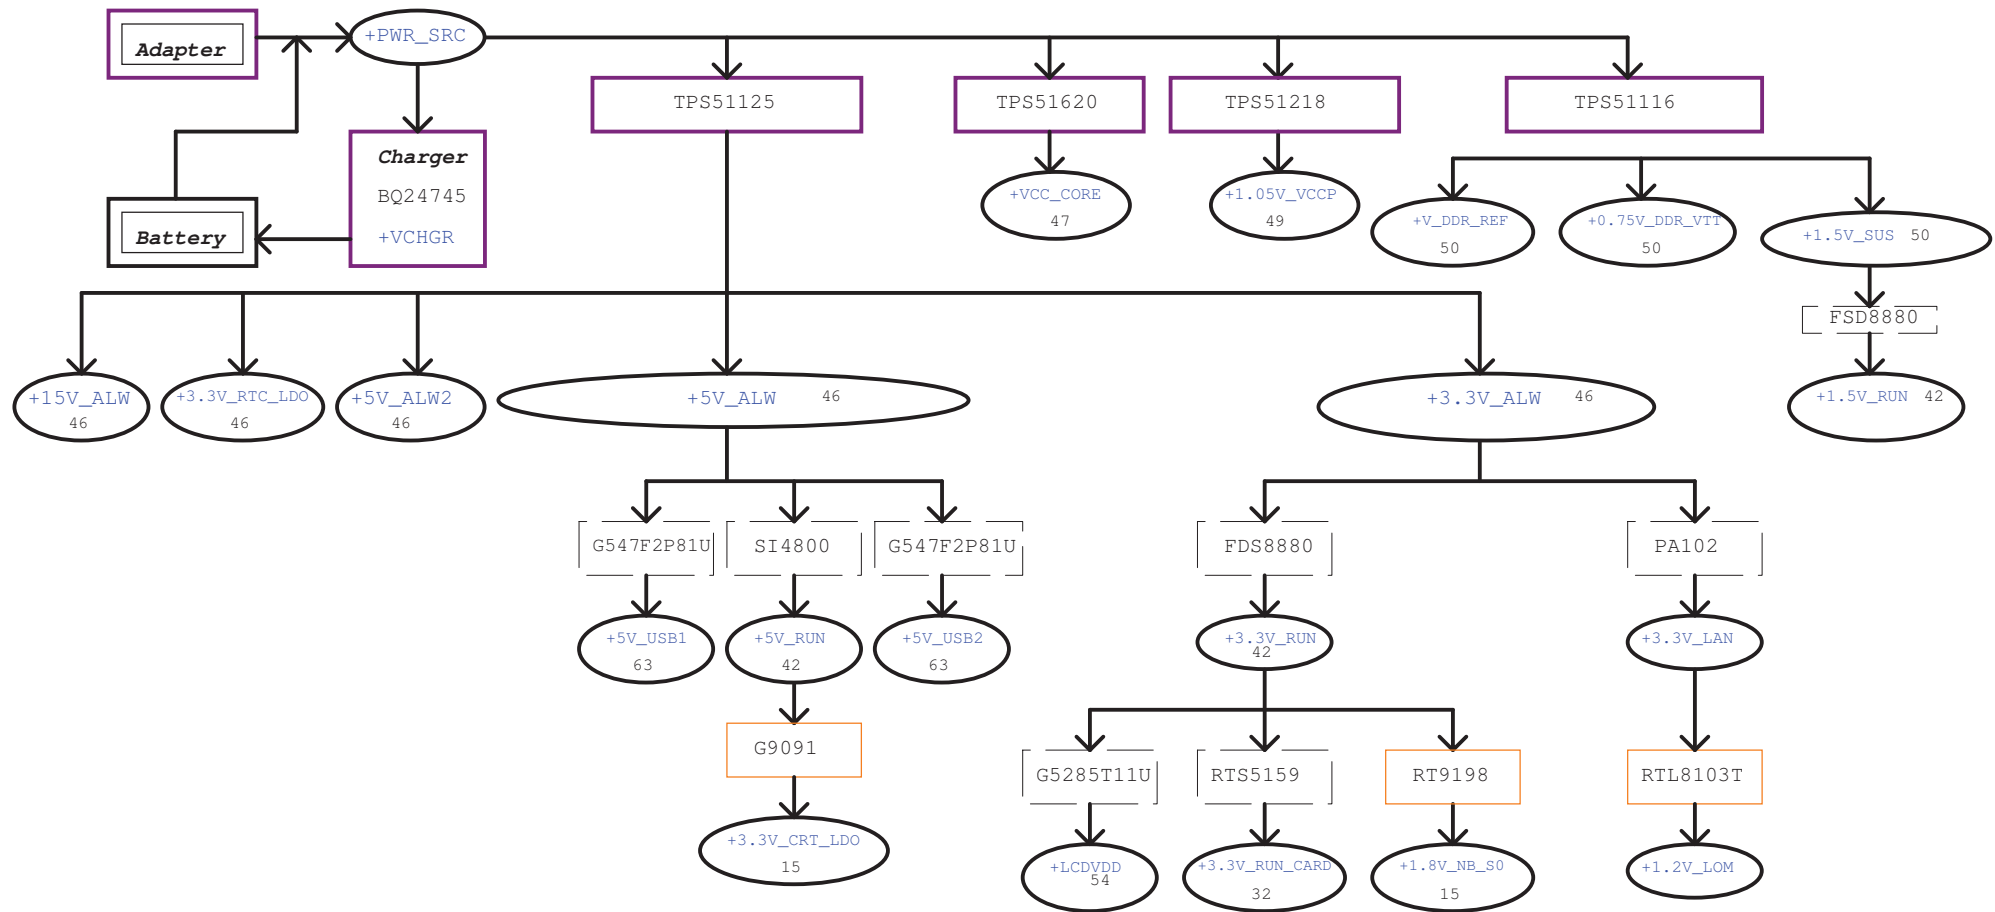 Adapter
+PWR_SRC
TPS51125
TPS51620
TPS51218
TPS51116
Charger
BQ24745
+VCHGR
Battery
+VCC_CORE
47
+1.05V_VCCP
49
+V_DDR_REF
50
+0.75V_DDR_VTT
50
+1.5V_SUS 50
FSD8880
+15V_ALW
46
+3.3V_RTC_LDO
46
+5V_ALW2
46
+5V_ALW 46
+3.3V_ALW 46
+1.5V_RUN 42
G547F2P81U
SI4800
G547F2P81U
FDS8880
PA102
+5V_USB1
63
+5V_RUN
42
+5V_USB2
63
+3.3V_RUN
42
+3.3V_LAN
G9091
G5285T11U
RTS5159
RT9198
RTL8103T
+3.3V_CRT_LDO
15
+LCDVDD
54
+3.3V_RUN_CARD
32
+1.8V_NB_S0
15
+1.2V_LOM